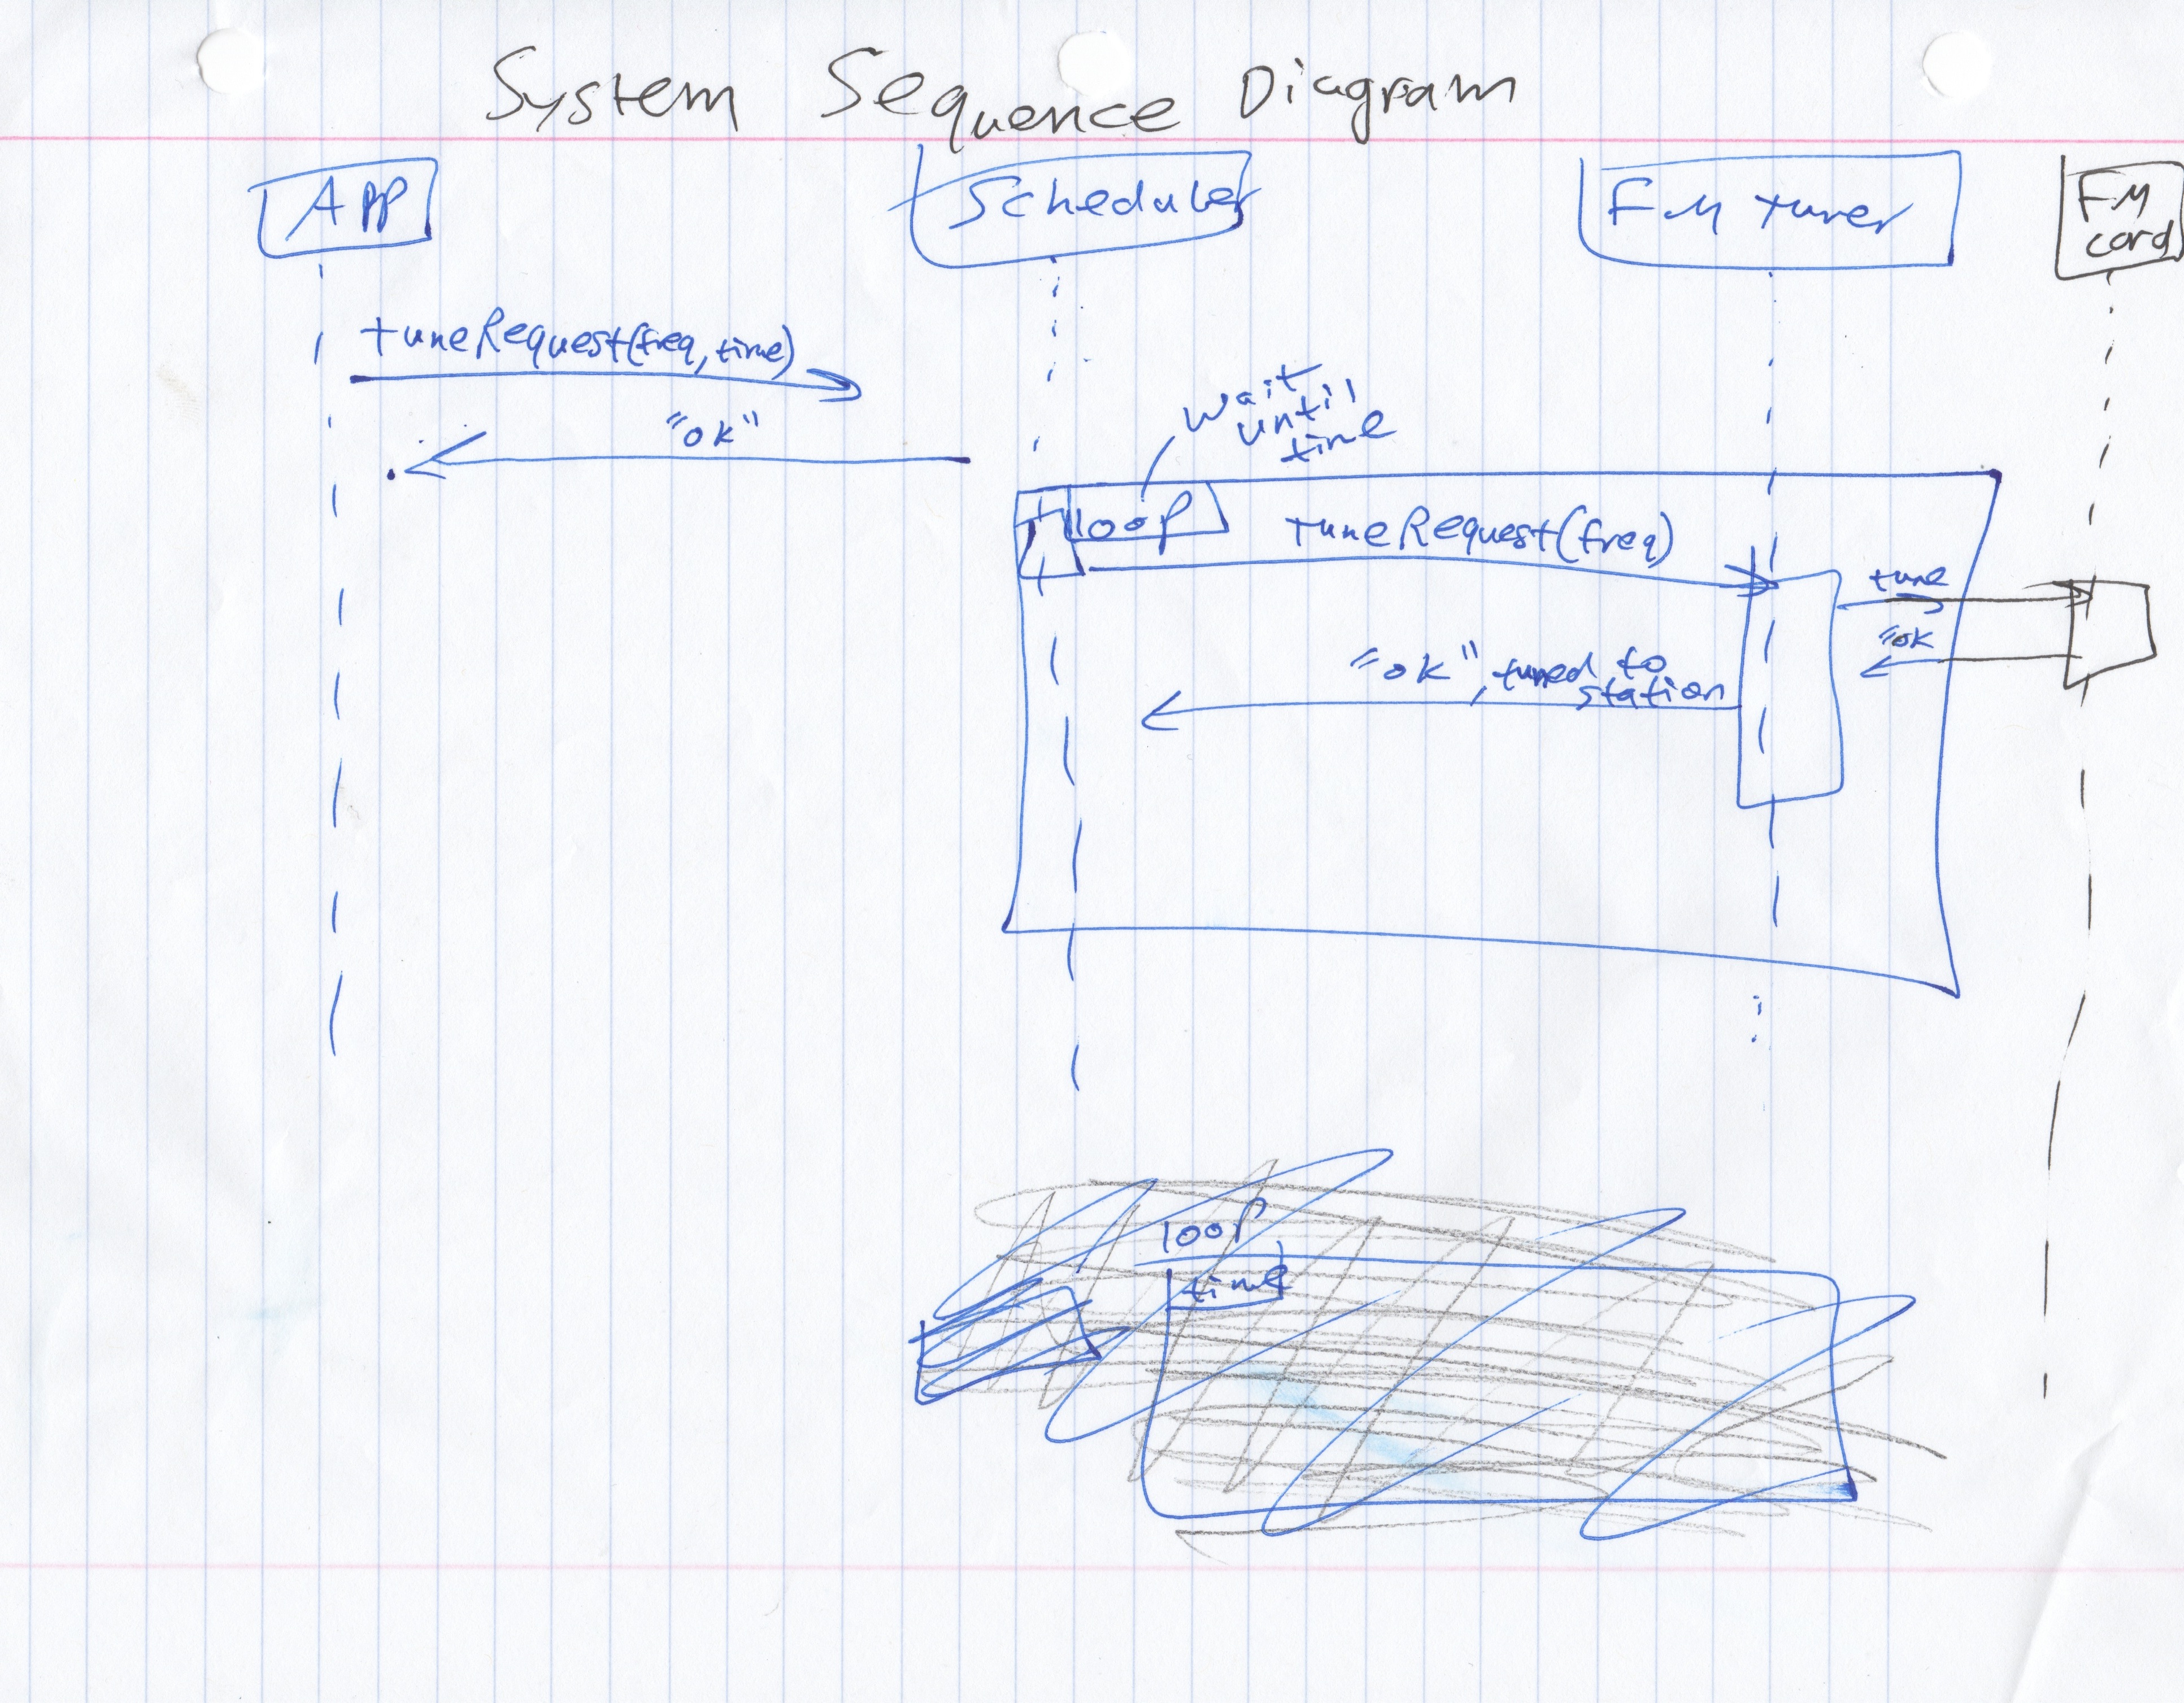 System Sequence Diagram
App
Scheduler
FM tuner
FM
card
tuneRequest(freq, time)
"ok"
wait
until
time
loop
tuneRequest(freq)
tune
"ok
"ok", tuned to
station
loop
time